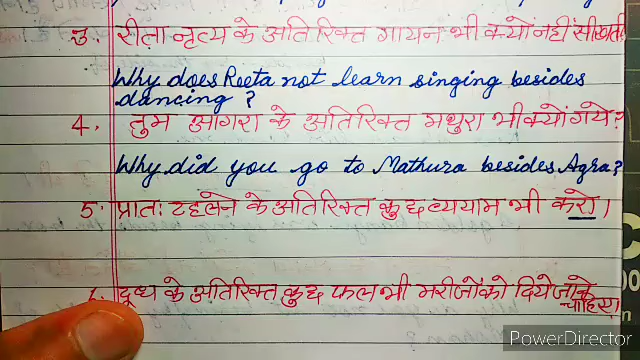 3. रीता नृत्य के अतिरिक्त गायन भी क्यों नहीं सीखती
Why does Reeta not learn singing besides
dancing ?
4. तुम आगरा के अतिरिक्त मथुरा भी क्यों गये?
Why did you go to Mathura besides Agra?
5. प्रातः टहलने के अतिरिक्त कुछ व्ययाम भी करो।
दूध के अतिरिक्त कुछ फल भी मरीजों को दिये जाने
चाहिए।
PowerDirector